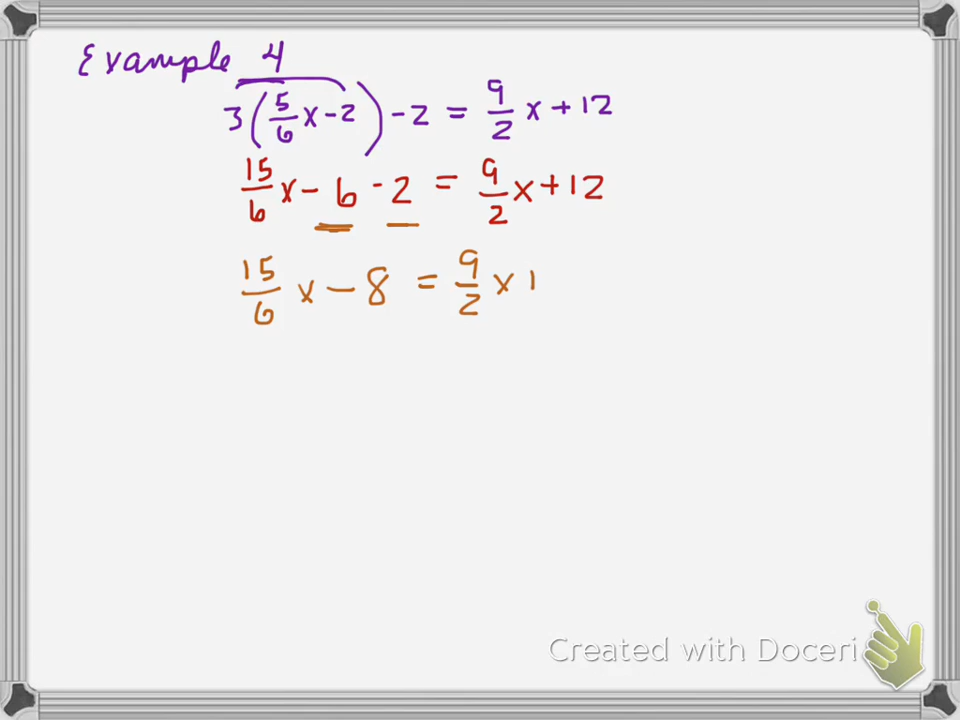 Example 4
3(5/6x-2)-2 = 9/2x+12
15/6x-6-2 = 9/2x+12
15/6x-8 = 9/2x1
Created with Doceri